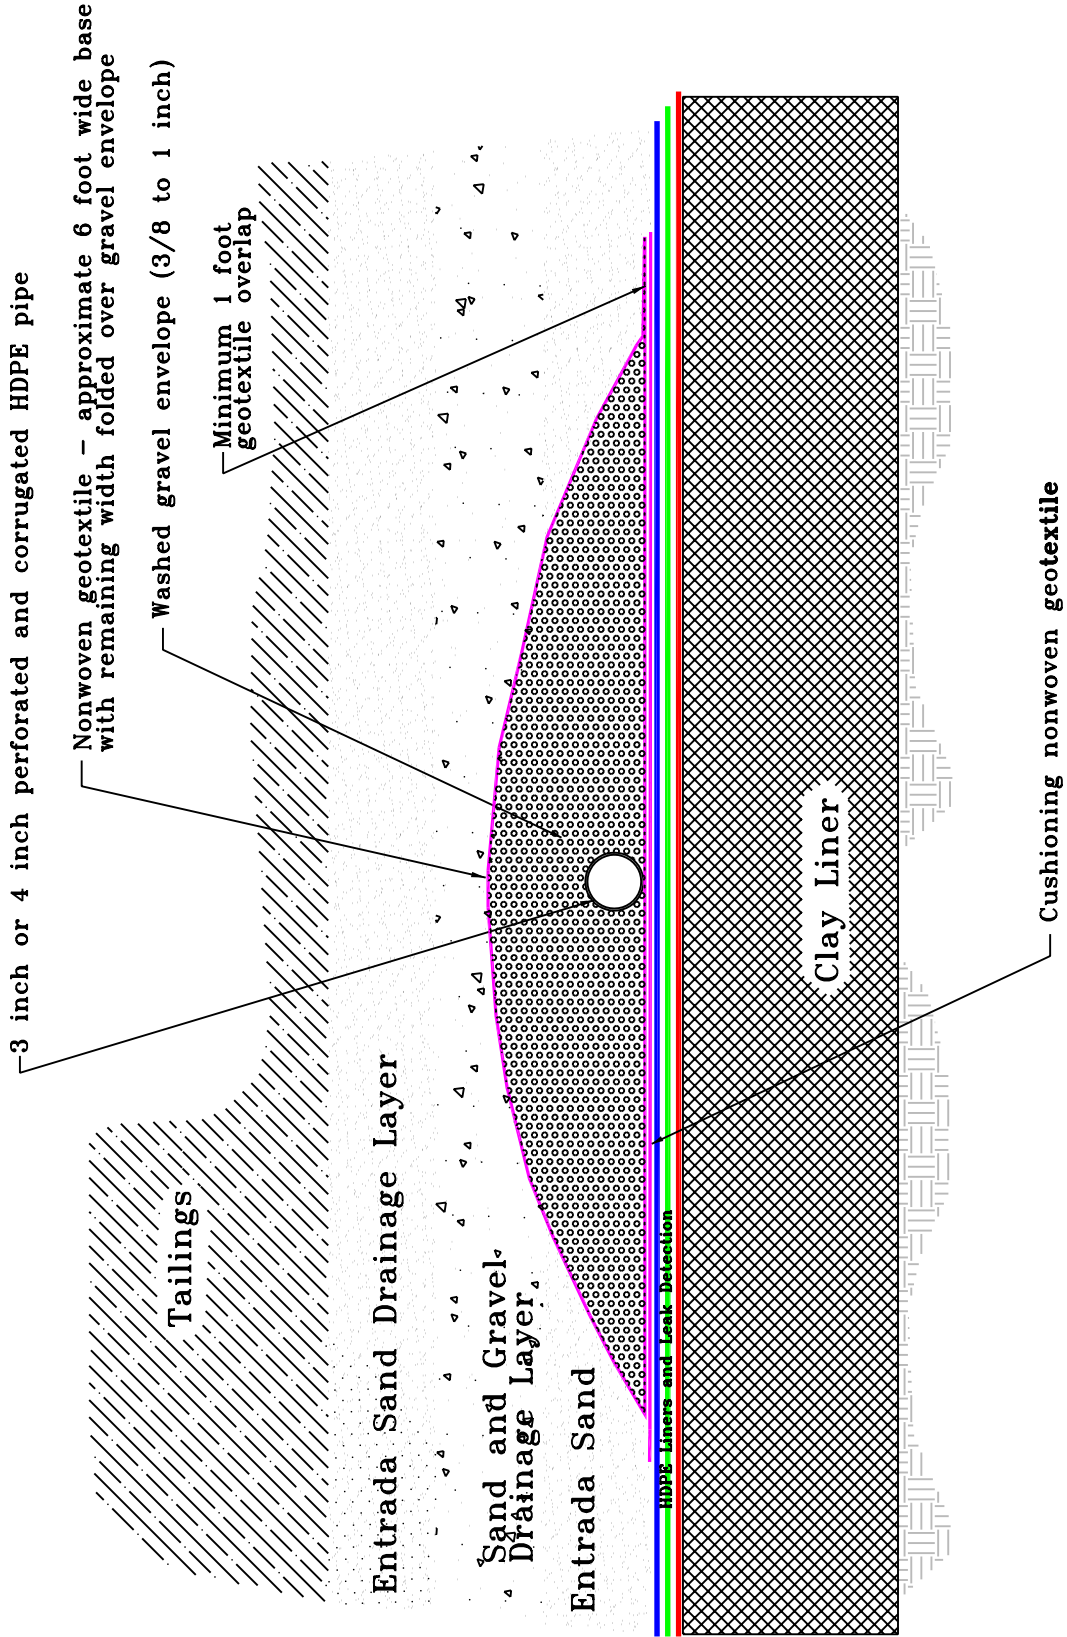 3 inch or 4 inch perforated and corrugated HDPE pipe
Nonwoven geotextile – approximate 6 foot wide base
with remaining width folded over gravel envelope
Washed gravel envelope (3/8 to 1 inch)
Minimum 1 foot
geotextile overlap
Tailings
Entrada Sand Drainage Layer
Sand and Gravel
Drainage Layer
Entrada Sand
HDPE Liners and Leak Detection
Clay Liner
Cushioning nonwoven geotextile